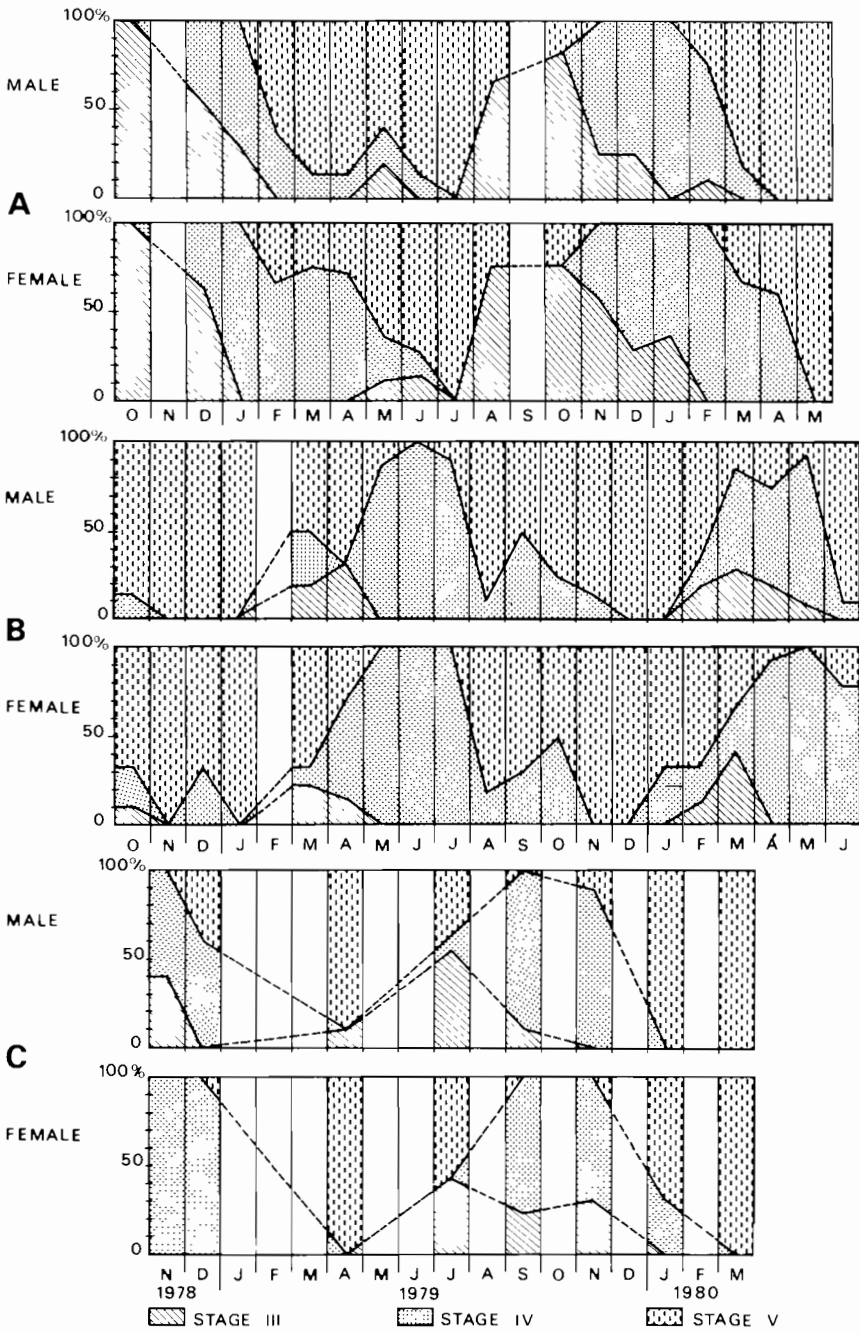 100%
MALE
50
0
A
100%
FEMALE
50
0
O N D J F M A M J J A S O N D J F M A M
100%
MALE
50
0
B
100%
FEMALE
50
0
O N D J F M A M J J A S O N D J F M A M J
100%
MALE
50
0
C
100%
FEMALE
50
0
N D J F M A M J J A S O N D J F M
1978 1979 1980
STAGE III STAGE IV STAGE V